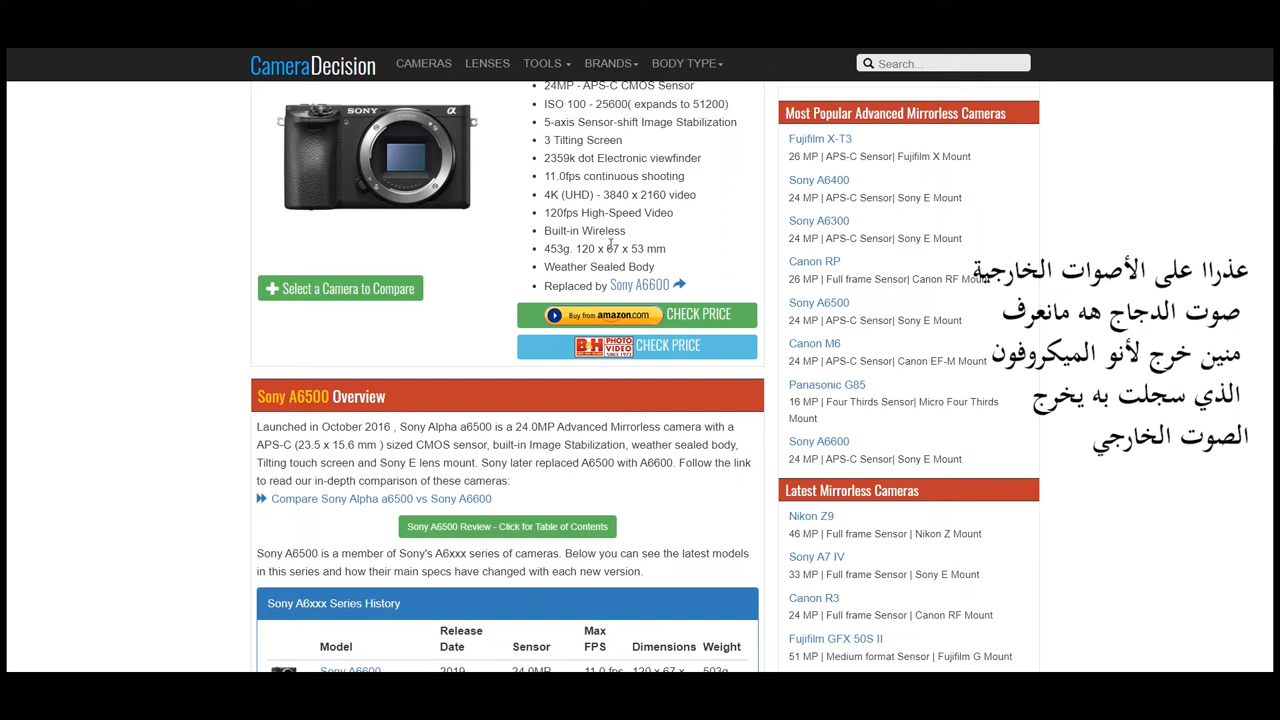 CameraDecision CAMERAS LENSES TOOLS BRANDS BODY TYPE Search...
SONY α
24MP - APS-C CMOS Sensor
ISO 100 - 25600( expands to 51200)
5-axis Sensor-shift Image Stabilization
3 Tilting Screen
2359k dot Electronic viewfinder
11.0fps continuous shooting
4K (UHD) - 3840 x 2160 video
120fps High-Speed Video
Built-in Wireless
453g. 120 x 67 x 53 mm
Weather Sealed Body
Replaced by Sony A6600
Select a Camera to Compare
Buy from amazon.com CHECK PRICE
B&H PHOTO VIDEO SINCE 1973 CHECK PRICE
Sony A6500 Overview
Launched in October 2016 , Sony Alpha a6500 is a 24.0MP Advanced Mirrorless camera with a
APS-C (23.5 x 15.6 mm ) sized CMOS sensor, built-in Image Stabilization, weather sealed body,
Tilting touch screen and Sony E lens mount. Sony later replaced A6500 with A6600. Follow the link
to read our in-depth comparison of these cameras:
Compare Sony Alpha a6500 vs Sony A6600
Sony A6500 Review - Click for Table of Contents
Sony A6500 is a member of Sony's A6xxx series of cameras. Below you can see the latest models
in this series and how their main specs have changed with each new version.
Sony A6xxx Series History
Model Release Date Sensor Max FPS Dimensions Weight
Sony A6600 2019 24.0MP 11.0 fps 120 x 67 x 503g
Most Popular Advanced Mirrorless Cameras
Fujifilm X-T3
26 MP | APS-C Sensor| Fujifilm X Mount
Sony A6400
24 MP | APS-C Sensor| Sony E Mount
Sony A6300
24 MP | APS-C Sensor| Sony E Mount
Canon RP
26 MP | Full frame Sensor| Canon RF Mount
Sony A6500
24 MP | APS-C Sensor| Sony E Mount
Canon M6
24 MP | APS-C Sensor| Canon EF-M Mount
Panasonic G85
16 MP | Four Thirds Sensor| Micro Four Thirds
Mount
Sony A6600
24 MP | APS-C Sensor| Sony E Mount
Latest Mirrorless Cameras
Nikon Z9
46 MP | Full frame Sensor | Nikon Z Mount
Sony A7 IV
33 MP | Full frame Sensor | Sony E Mount
Canon R3
24 MP | Full frame Sensor | Canon RF Mount
Fujifilm GFX 50S II
51 MP | Medium format Sensor | Fujifilm G Mount
عذراا على الأصوات الخارجية
صوت الدجاج هه مانعرف
منين خرج لأنو الميكروفون
الذي سجلت به يخرج
الصوت الخارجي